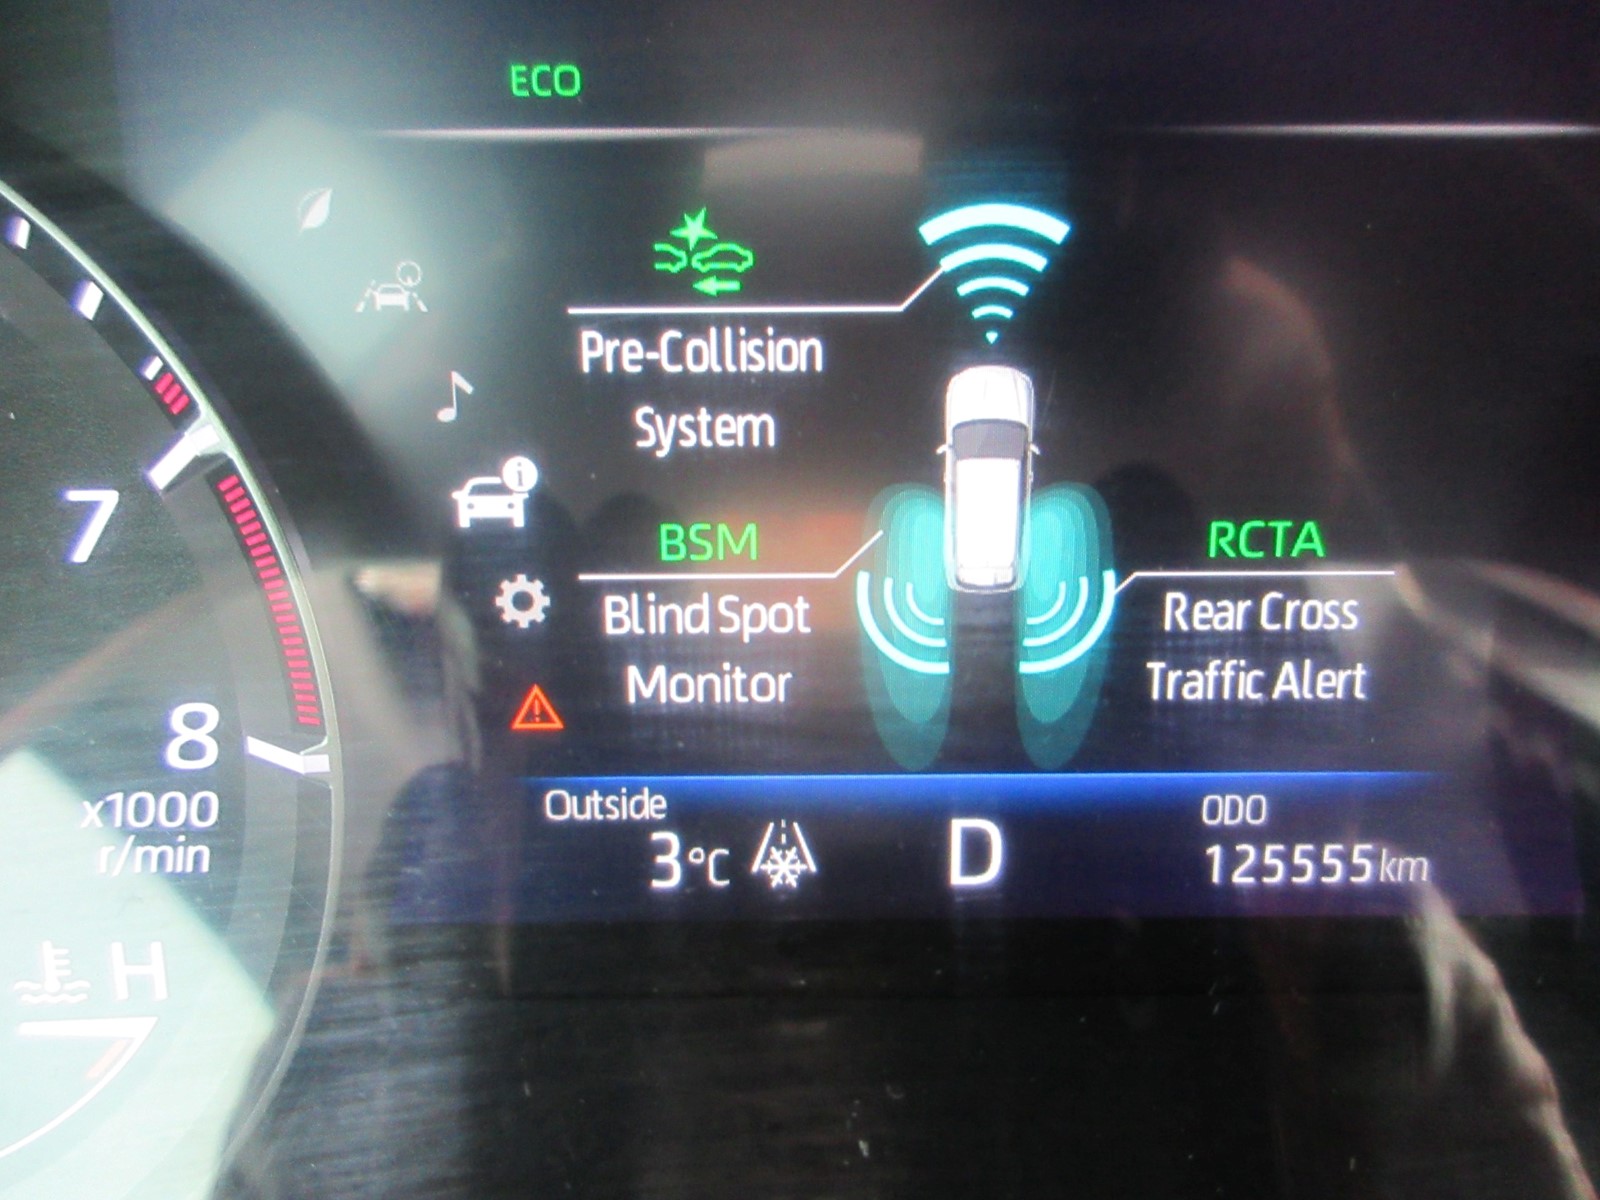 ECO
Pre-Collision
System
7
BSM
Blind Spot
Monitor
RCTA
Rear Cross
Traffic Alert
8
x1000
r/min
Outside
3°C
D
ODO
125555km
H